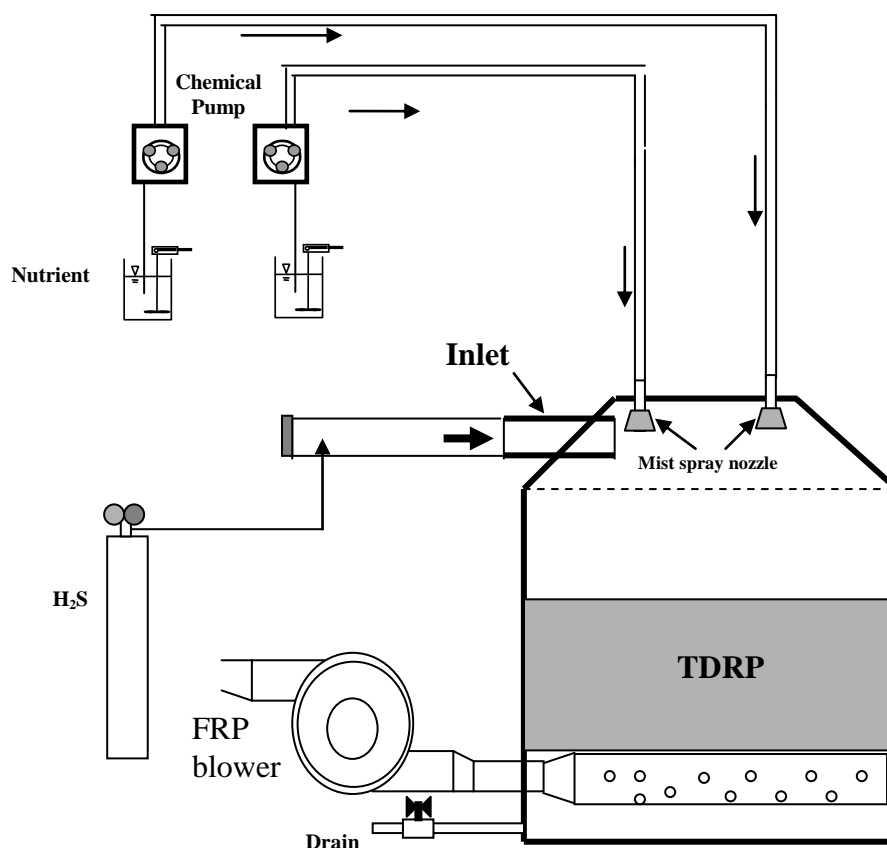 Chemical
Pump
Nutrient
Inlet
Mist spray nozzle
H₂S
TDRP
FRP
blower
Drain